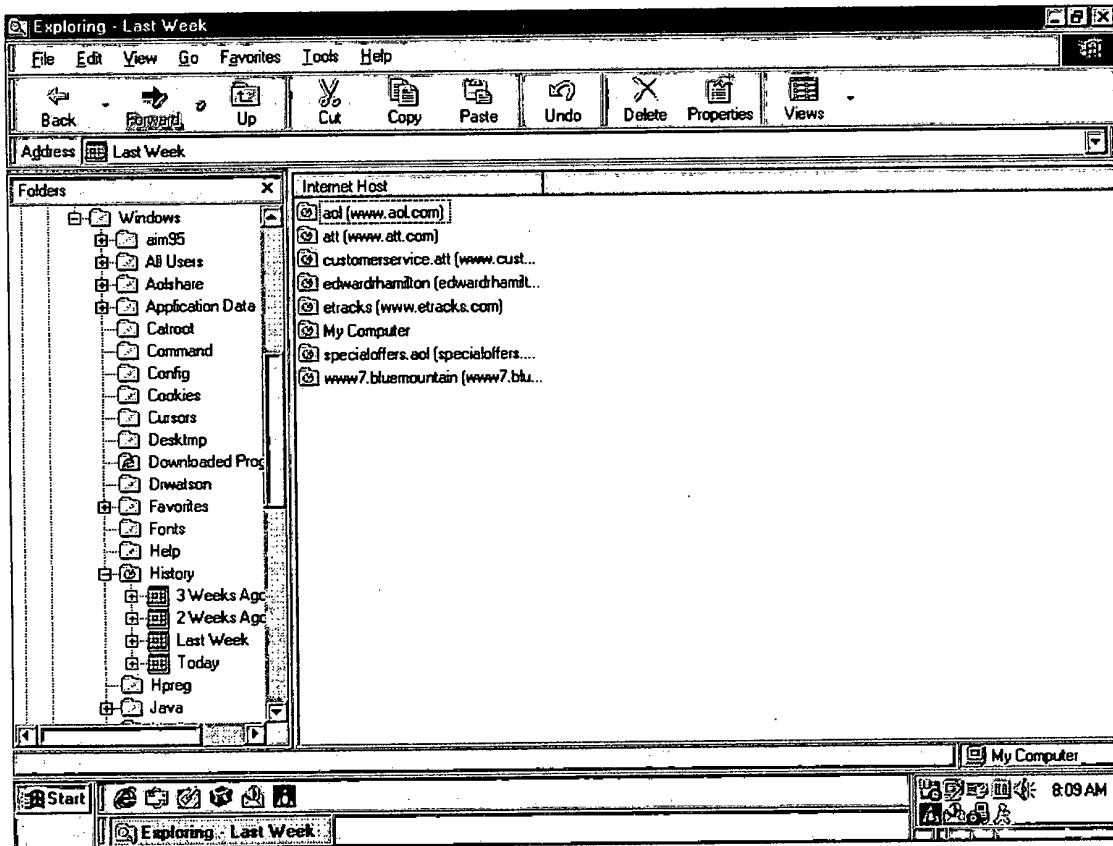 Exploring - Last Week
File Edit View Go Favorites Tools Help
Back Forward Up Cut Copy Paste Undo Delete Properties Views
Address Last Week
Folders
Windows
aim95
All Users
Aolshare
Application Data
Catroot
Command
Config
Cookies
Cursors
Desktmp
Downloaded Prog
Drwatson
Favorites
Fonts
Help
History
3 Weeks Ago
2 Weeks Ago
Last Week
Today
Hpreg
Java
Internet Host
aol (www.aol.com)
att (www.att.com)
customerservice.att (www.cust...
edwardrhamilton (edwardrhamilt...
etracks (www.etracks.com)
My Computer
specialoffers.aol (specialoffers....
www7.bluemountain (www7.blu...
My Computer
Start
8:09 AM
Exploring - Last Week